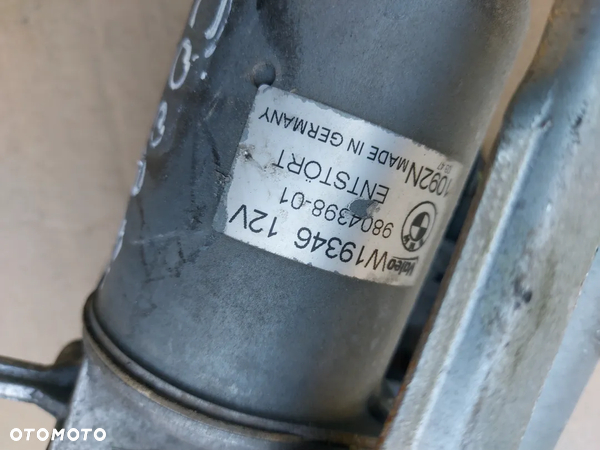 Valeo W19346 12V
9804398-01
ENTSTÖRT
1092N MADE IN GERMANY
OTOMOTO